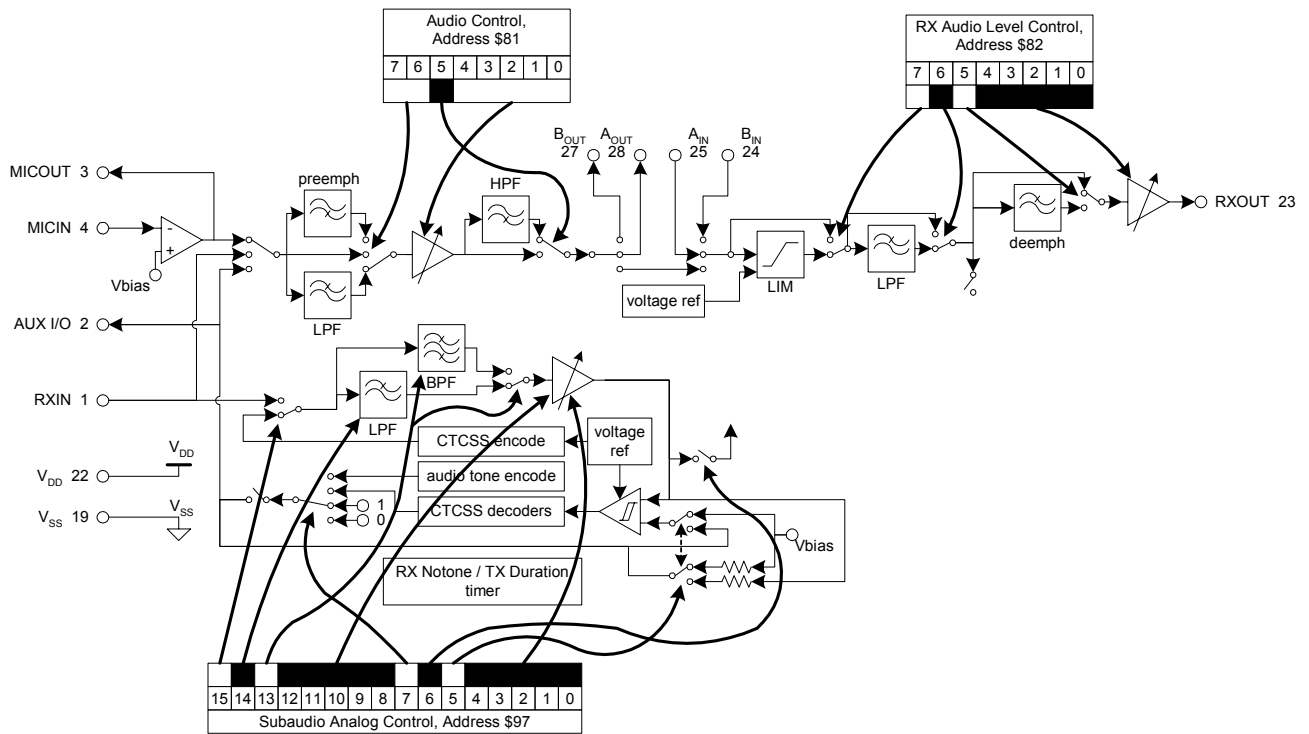 Audio Control,
Address $81
7 6 5 4 3 2 1 0
RX Audio Level Control,
Address $82
7 6 5 4 3 2 1 0
BOUT AOUT AIN BIN
27 28 25 24
MICOUT 3
preemph
HPF
RXOUT 23
MICIN 4
-
+
deemph
Vbias
LIM
LPF
voltage ref
AUX I/O 2
LPF
BPF
RXIN 1
LPF
CTCSS encode
voltage
ref
VDD
VDD 22
audio tone encode
VSS
VSS 19
1
0
CTCSS decoders
Vbias
RX Notone / TX Duration
timer
15 14 13 12 11 10 9 8 7 6 5 4 3 2 1 0
Subaudio Analog Control, Address $97